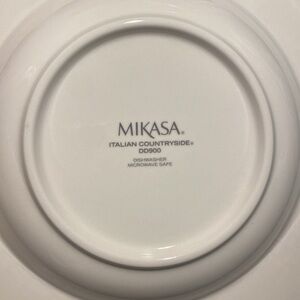 MIKASA®
ITALIAN COUNTRYSIDE®
DD900
DISHWASHER
MICROWAVE SAFE